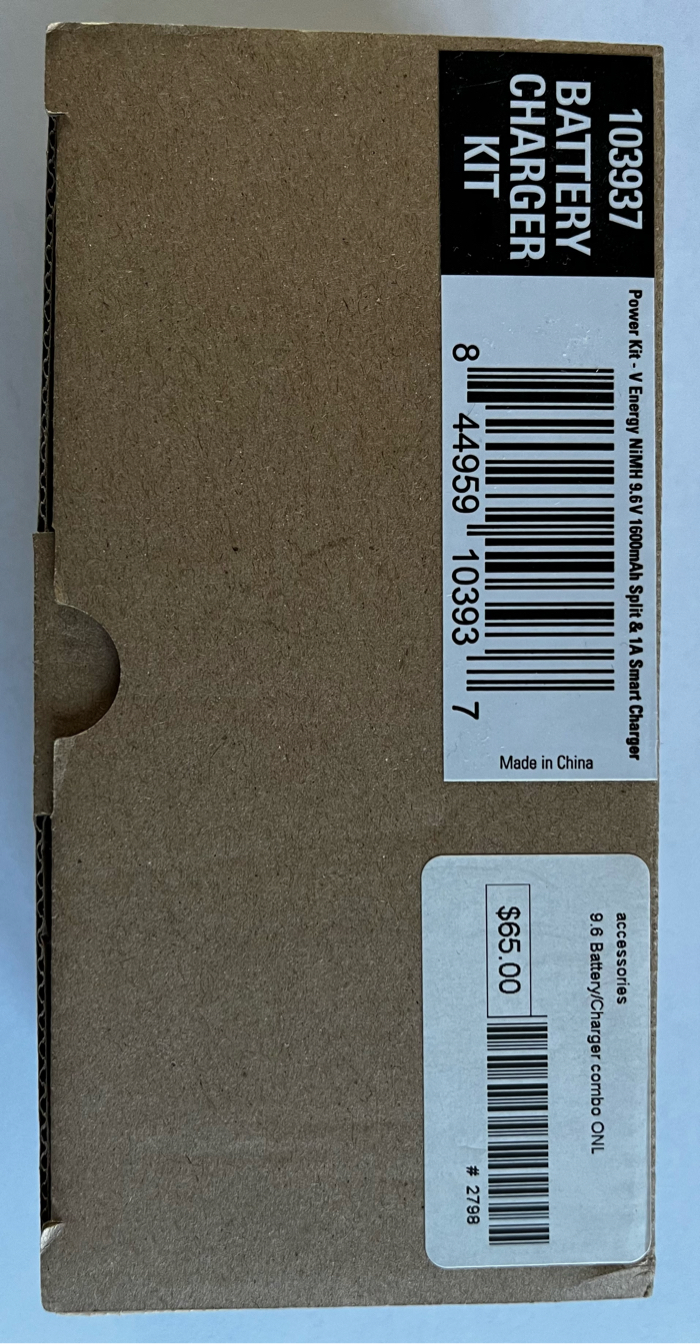 103937
BATTERY
CHARGER
KIT
Power Kit - V Energy NiMH 9.6V 1600mAh Split & 1A Smart Charger
8 44959 10393 7
Made in China
accessories
9.6 Battery/Charger combo ONL
$65.00
# 2798